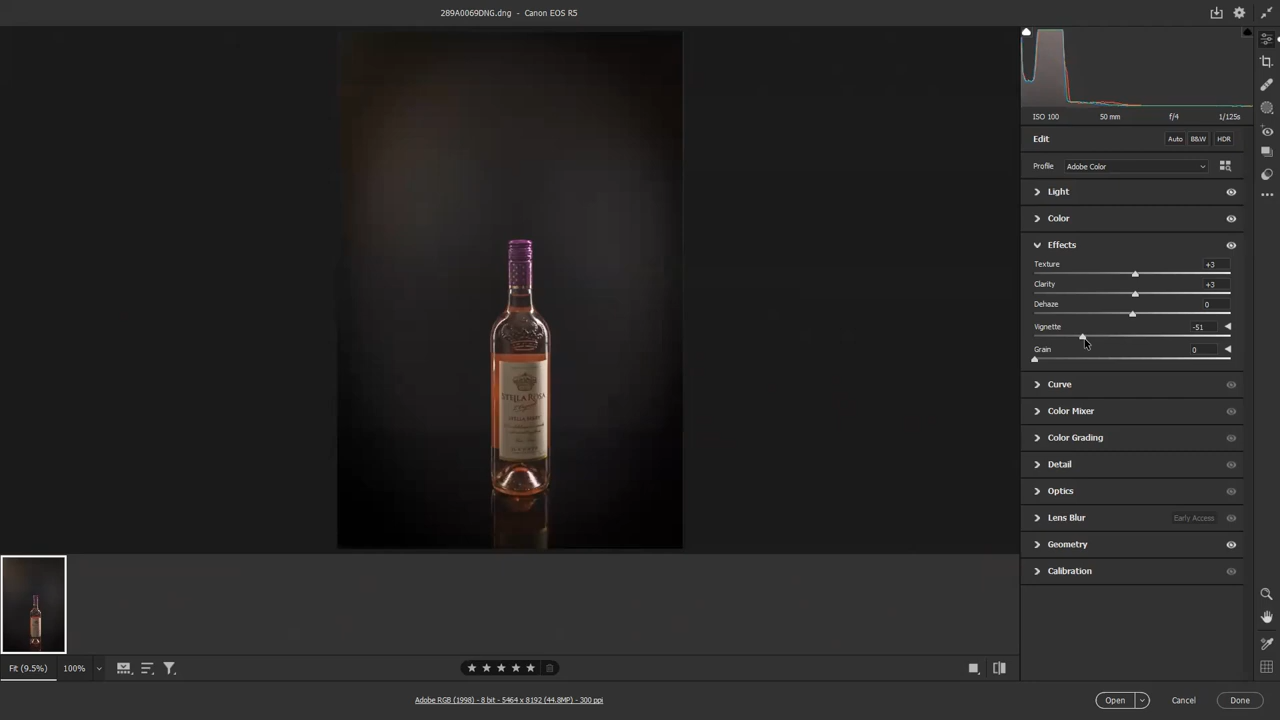 289A0069DNG.dng - Canon EOS R5
ISO 100 50 mm f/4 1/125s
Edit Auto B&W HDR
Profile Adobe Color
Light
Color
Effects
Texture +3
Clarity +3
Dehaze 0
Vignette -51
Grain 0
Curve
Color Mixer
Color Grading
Detail
Optics
Lens Blur Early Access
Geometry
Calibration
STELLA ROSA
Fit (9.5%) 100%
Adobe RGB (1998) - 8 bit - 5464 x 8192 (44.8MP) - 300 ppi
Open Cancel Done